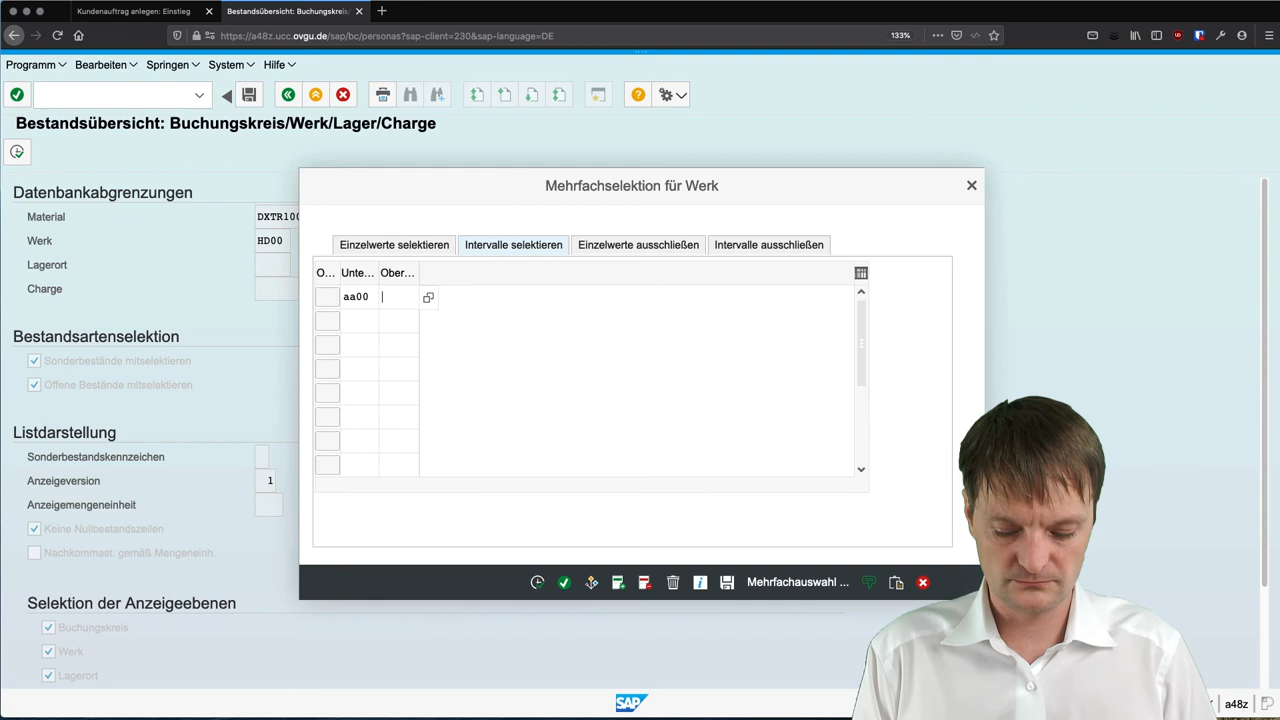 Kundenauftrag anlegen: Einstieg
Bestandsübersicht: Buchungskreis/
https://a48z.ucc.ovgu.de/sap/bc/personas?sap-client=230&sap-language=DE
133%
Programm
Bearbeiten
Springen
System
Hilfe
Bestandsübersicht: Buchungskreis/Werk/Lager/Charge
Mehrfachselektion für Werk
Datenbankabgrenzungen
Material
DXTR100
Werk
HD00
Lagerort
Charge
Bestandsartenselektion
Sonderbestände mitselektieren
Offene Bestände mitselektieren
Listdarstellung
Sonderbestandskennzeichen
Anzeigeversion
1
Anzeigemengeneinheit
Keine Nullbestandszeilen
Nachkommast. gemäß Mengeneinh.
Selektion der Anzeigeebenen
Buchungskreis
Werk
Lagerort
Einzelwerte selektieren
Intervalle selektieren
Einzelwerte ausschließen
Intervalle ausschließen
O...
Unte...
Ober...
aa00
Mehrfachauswahl ...
SAP
a48z